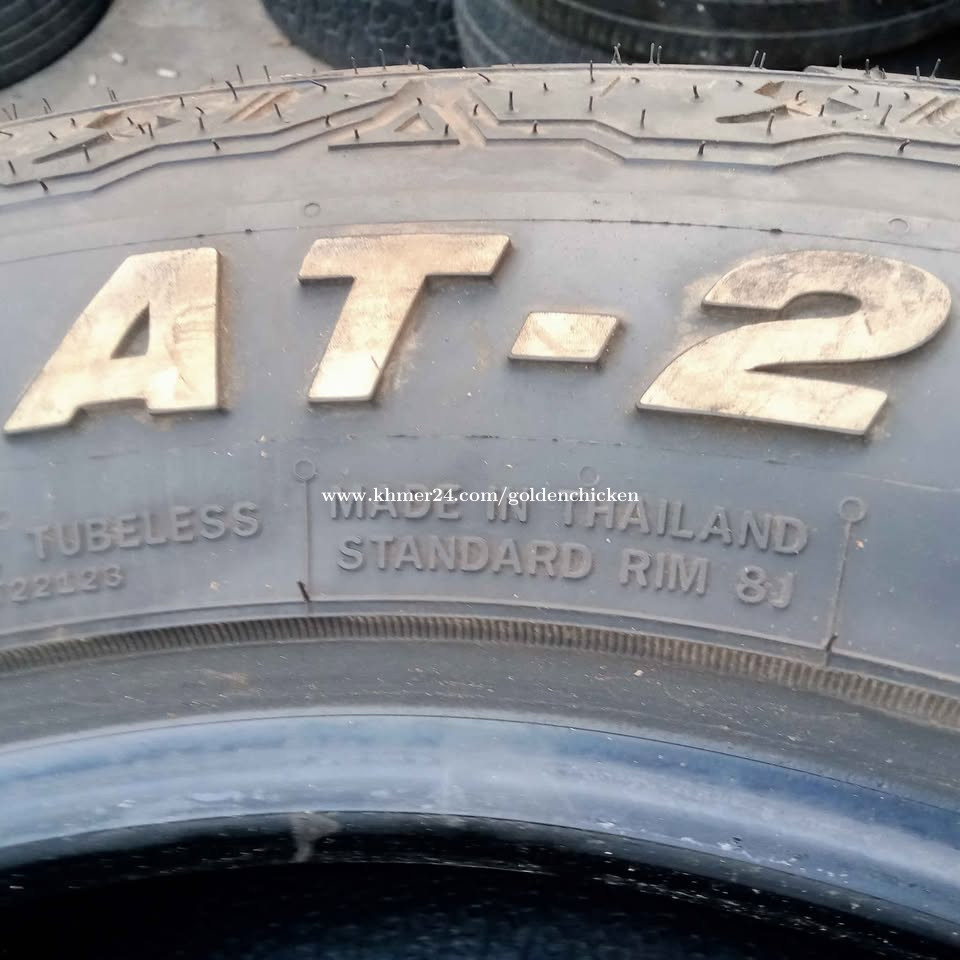 AT-2
www.khmer24.com/goldenchicken
TUBELESS
22123
MADE IN THAILAND
STANDARD RIM 8J